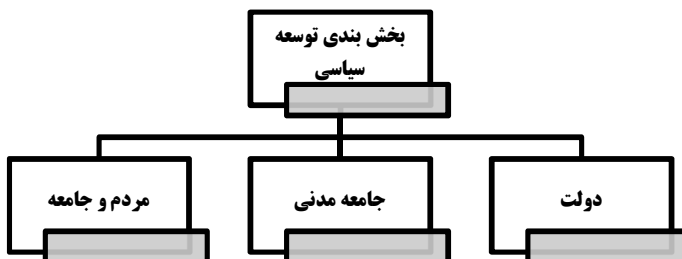 بخش بندی توسعه
سیاسی
دولت
جامعه مدنی
مردم و جامعه